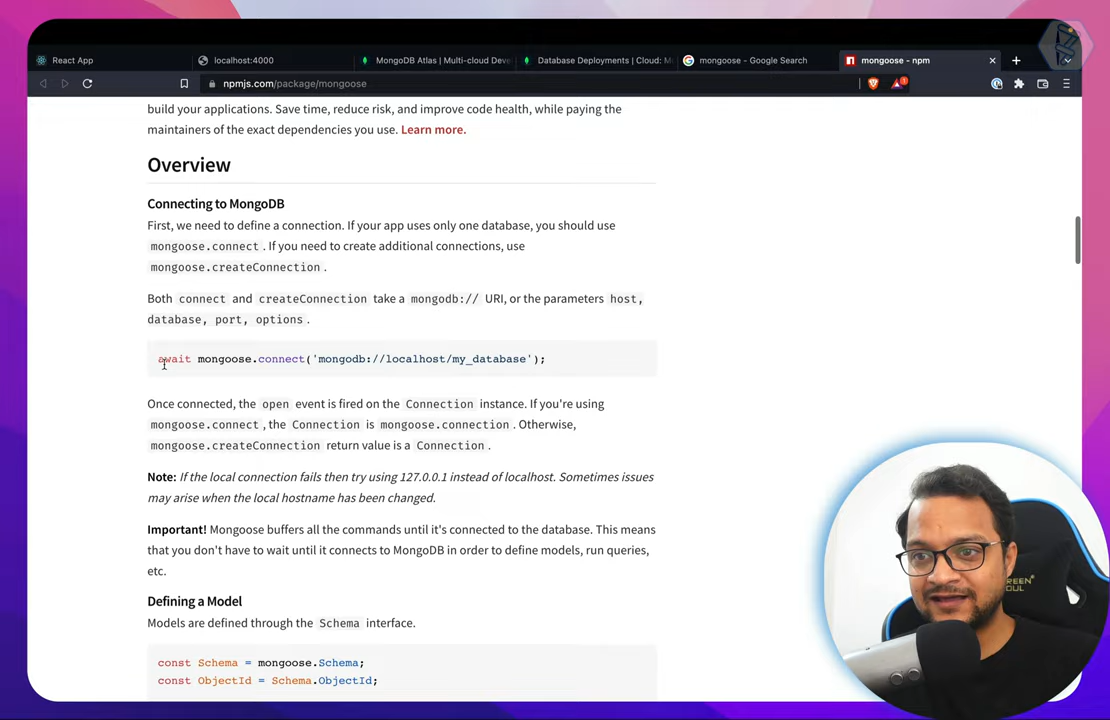 React App
localhost:4000
MongoDB Atlas | Multi-cloud Deve
Database Deployments | Cloud: M
mongoose - Google Search
mongoose - npm
npmjs.com/package/mongoose
build your applications. Save time, reduce risk, and improve code health, while paying the
maintainers of the exact dependencies you use. Learn more.
Overview
Connecting to MongoDB
First, we need to define a connection. If your app uses only one database, you should use
mongoose.connect. If you need to create additional connections, use
mongoose.createConnection.
Both connect and createConnection take a mongodb:// URI, or the parameters host,
database, port, options.
await mongoose.connect('mongodb://localhost/my_database');
Once connected, the open event is fired on the Connection instance. If you're using
mongoose.connect, the Connection is mongoose.connection. Otherwise,
mongoose.createConnection return value is a Connection.
Note: If the local connection fails then try using 127.0.0.1 instead of localhost. Sometimes issues
may arise when the local hostname has been changed.
Important! Mongoose buffers all the commands until it's connected to the database. This means
that you don't have to wait until it connects to MongoDB in order to define models, run queries,
etc.
Defining a Model
Models are defined through the Schema interface.
const Schema = mongoose.Schema;
const ObjectId = Schema.ObjectId;